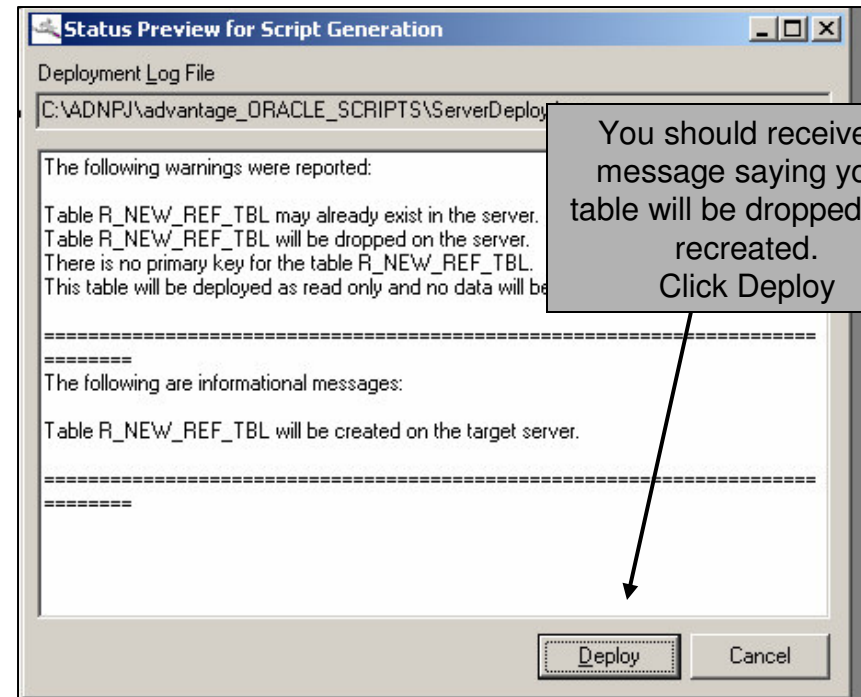 Status Preview for Script Generation
Deployment Log File
C:\ADNPJ\advantage_ORACLE_SCRIPTS\ServerDeploy
The following warnings were reported:
Table R_NEW_REF_TBL may already exist in the server.
Table R_NEW_REF_TBL will be dropped on the server.
There is no primary key for the table R_NEW_REF_TBL.
This table will be deployed as read only and no data will be
==========================================================================
========
The following are informational messages:
Table R_NEW_REF_TBL will be created on the target server.
==========================================================================
========
You should receive
message saying
table will be dropped
recreated.
Click Deploy
Deploy
Cancel